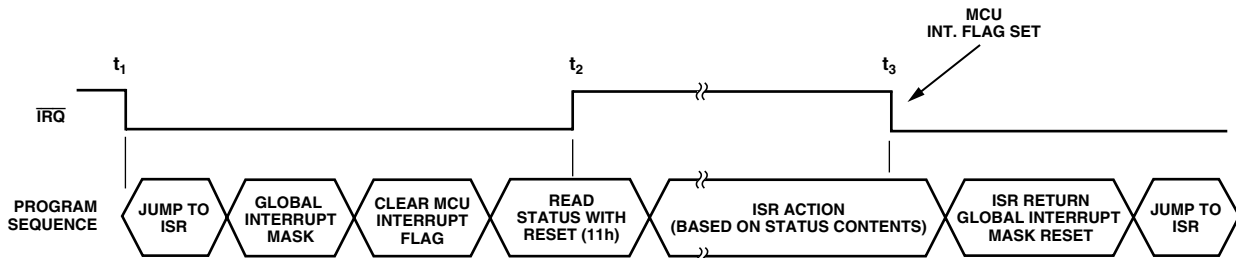 MCU
INT. FLAG SET
t1
t2
t3
IRQ
PROGRAM
SEQUENCE
JUMP TO
ISR
GLOBAL
INTERRUPT
MASK
CLEAR MCU
INTERRUPT
FLAG
READ
STATUS WITH
RESET (11h)
ISR ACTION
(BASED ON STATUS CONTENTS)
ISR RETURN
GLOBAL INTERRUPT
MASK RESET
JUMP TO
ISR